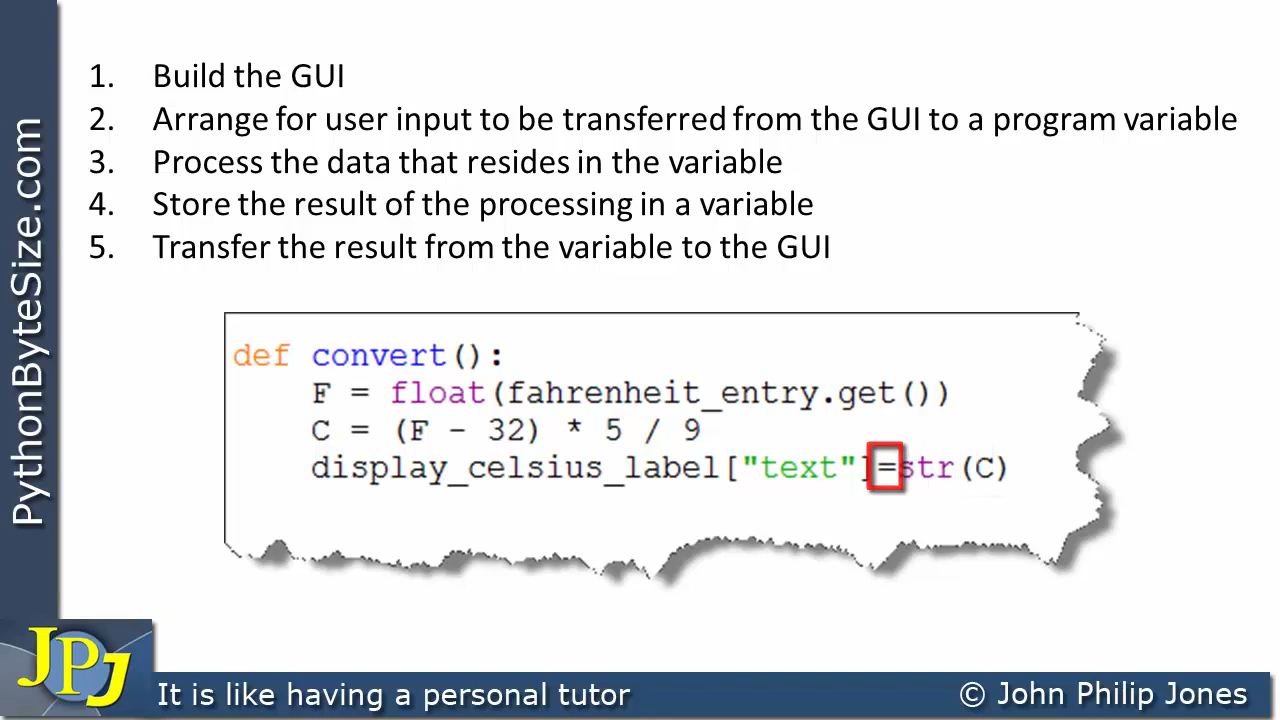 1. Build the GUI
2. Arrange for user input to be transferred from the GUI to a program variable
3. Process the data that resides in the variable
4. Store the result of the processing in a variable
5. Transfer the result from the variable to the GUI
def convert():
F = float(fahrenheit_entry.get())
C = (F - 32) * 5 / 9
display_celsius_label["text"]=str(C)
PythonByteSize.com
JPJ
It is like having a personal tutor
© John Philip Jones